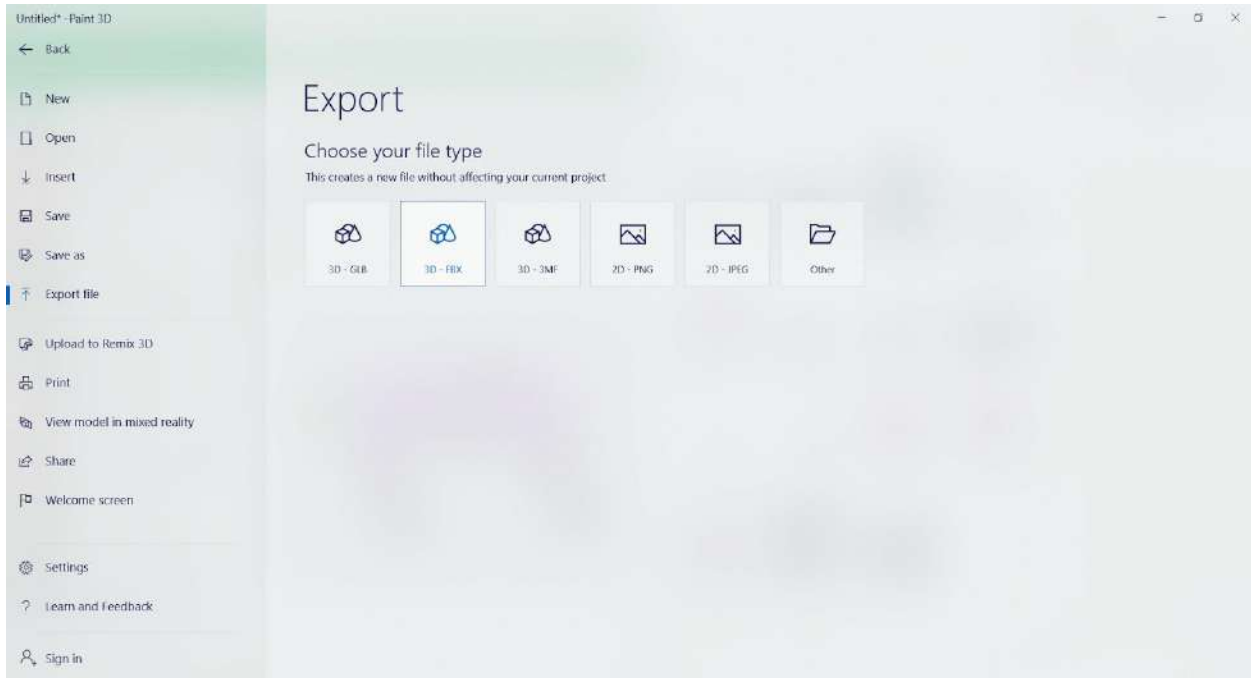 Untitled* - Paint 3D
Back
New
Open
Insert
Save
Save as
Export file
Upload to Remix 3D
Print
View model in mixed reality
Share
Welcome screen
Settings
Learn and Feedback
Sign in
Export
Choose your file type
This creates a new file without affecting your current project
3D - GLB
3D - FBX
3D - 3MF
2D - PNG
2D - JPEG
Other